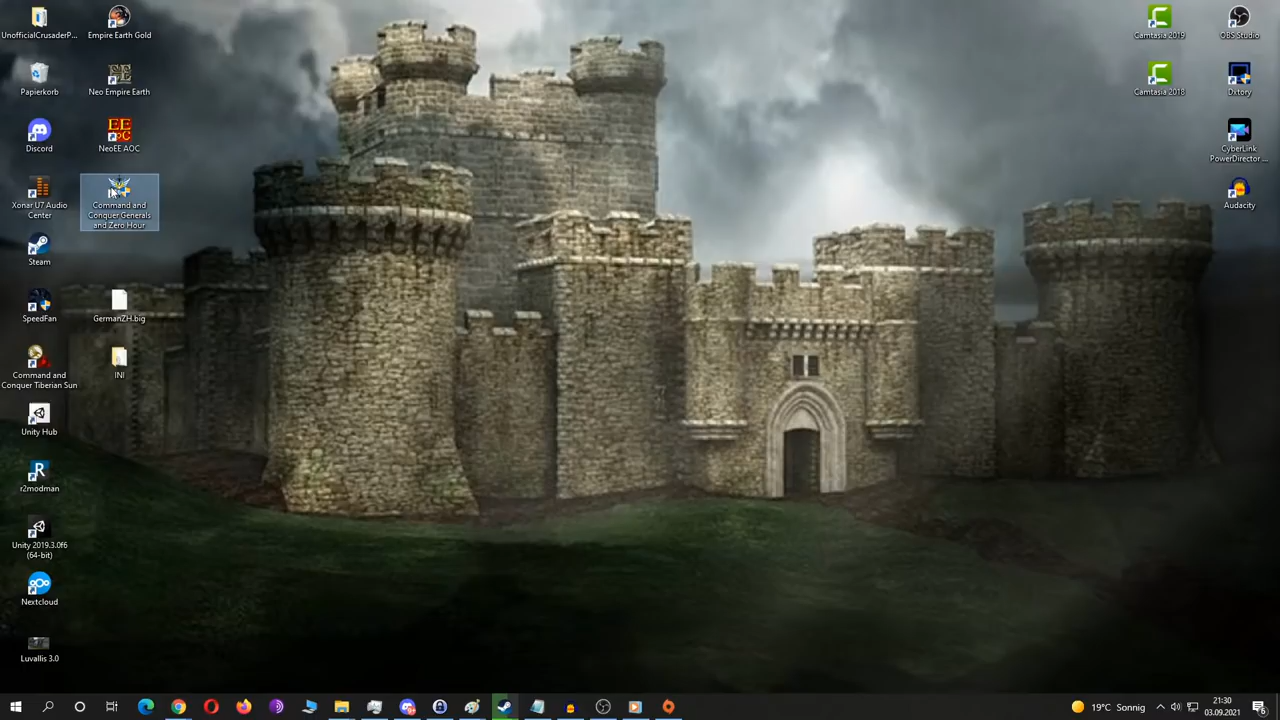 UnofficialCrusaderP...
Empire Earth Gold
Camtasia 2019
OBS Studio
Papierkorb
Neo Empire Earth
Camtasia 2018
Dxtory
Discord
NeoEE AOC
CyberLink
PowerDirector ...
Xonar U7 Audio
Center
Command and
Conquer Generals
and Zero Hour
Audacity
Steam
SpeedFan
GermanZH.big
Command and
Conquer Tiberian Sun
INI
Unity Hub
r2modman
Unity 2019.3.0f6
(64-bit)
Nextcloud
Luvallis 3.0
19°C Sonnig
21:30
03.09.2021